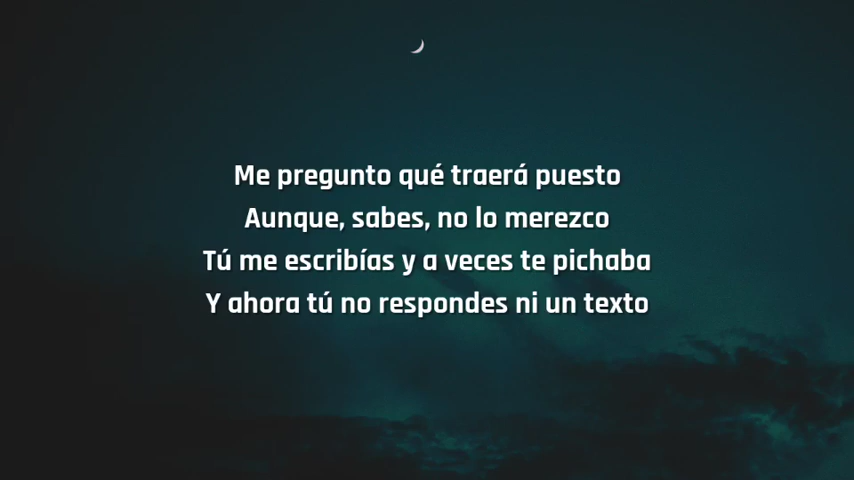 Me pregunto qué traerá puesto
Aunque, sabes, no lo merezco
Tú me escribías y a veces te pichaba
Y ahora tú no respondes ni un texto